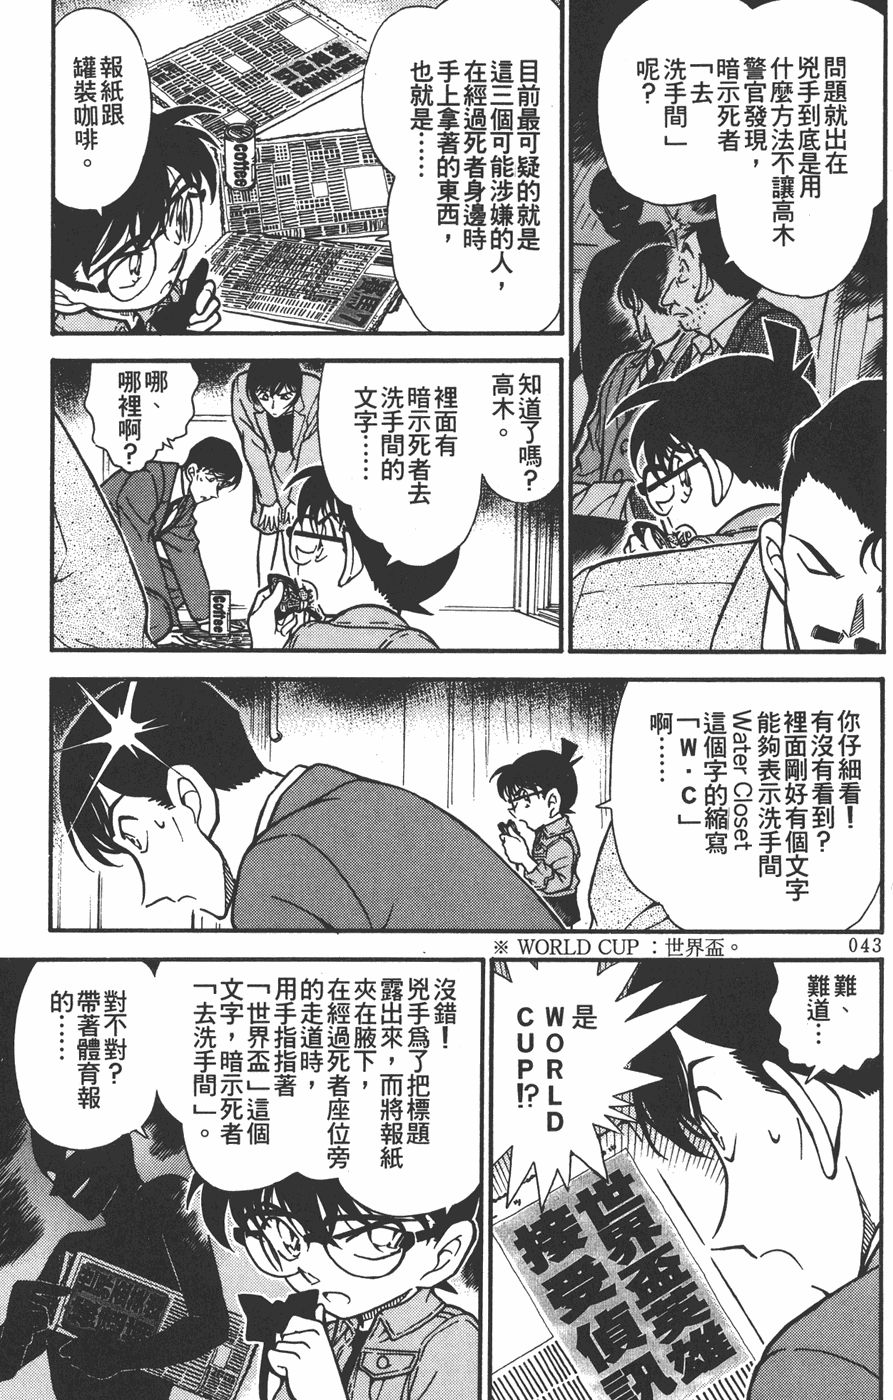 問題就出在
兇手到底是用
什麼方法不讓高木
警官發現，
暗示死者
「去
洗手間」
呢？
目前最可疑的就是
這三個可能涉嫌的人，
在經過死者身邊時
手上拿著的東西，
也就是……
Coffee
報紙跟
罐裝咖啡。
知道了嗎？
高木。
裡面有
暗示死者去
洗手間的
文字……
哪、
哪裡啊？
Coffee
你仔細看！
有沒有看到？
裡面剛好有個文字
能夠表示洗手間
Water Closet
這個字的縮寫
「W．C」
啊……
※ WORLD CUP ：世界盃。
043
難、
難道…
是
WORLD
CUP!?
世界盃英雄
接受偵訊
沒錯！
兇手為了把標題
露出來，而將報紙
夾在腋下，
在經過死者座位旁
的走道時，
用手指指著
「世界盃」這個
文字，暗示死者
「去洗手間」。
對不對？
帶著體育報
的……